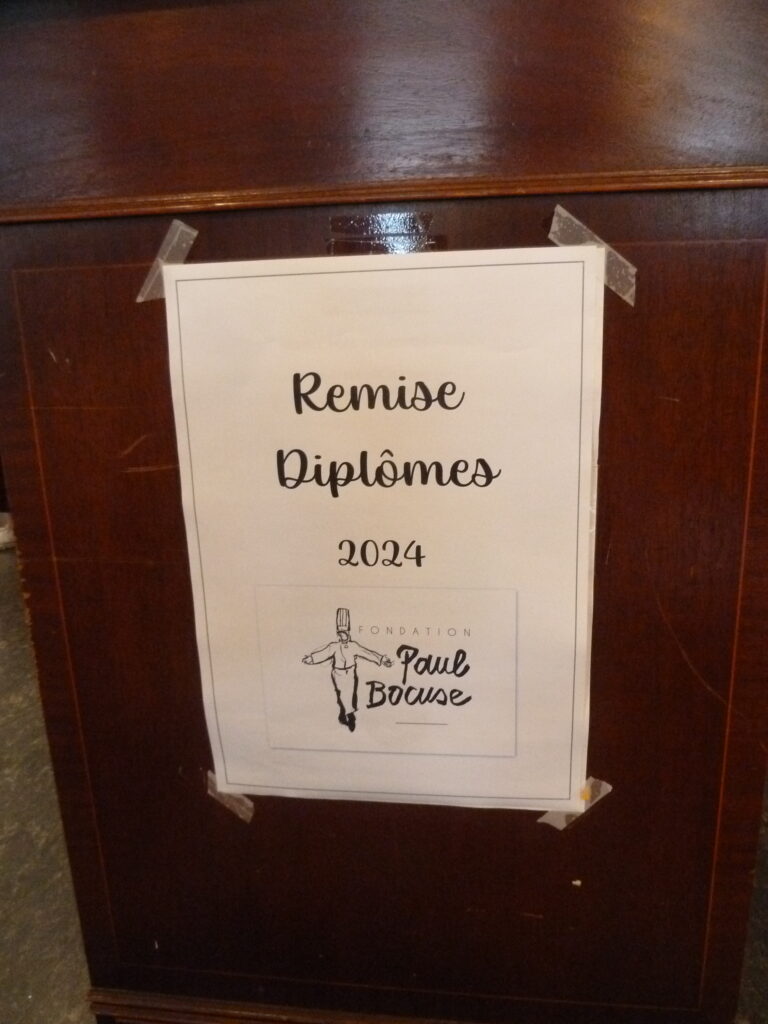 Remise
Diplômes
2024
FONDATION
Paul
Bocuse